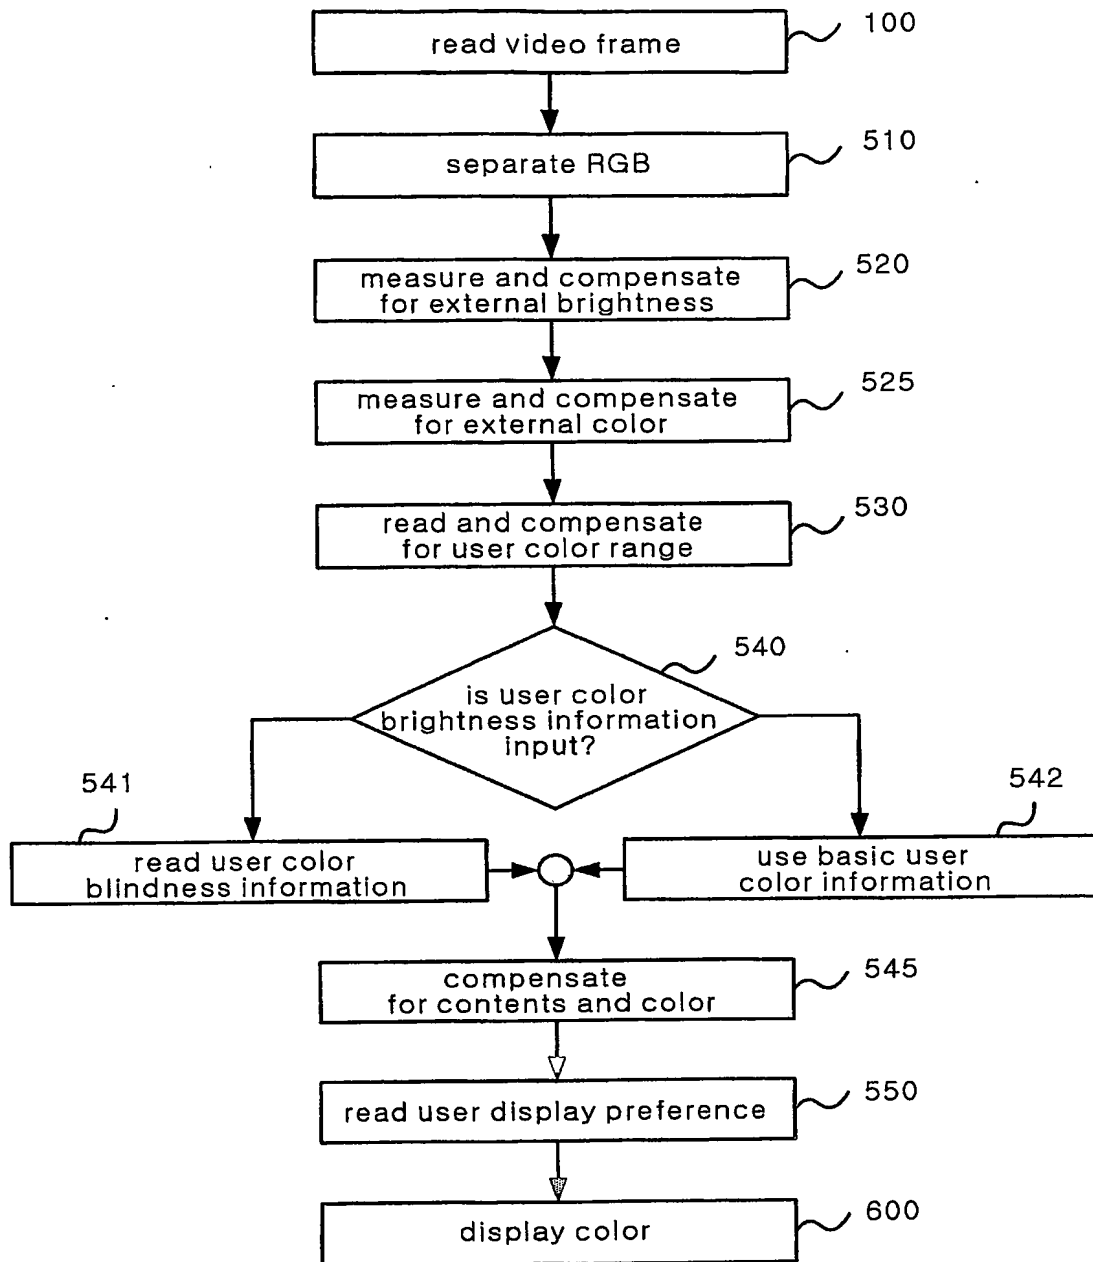 read video frame
100
separate RGB
510
measure and compensate
for external brightness
520
measure and compensate
for external color
525
read and compensate
for user color range
530
is user color
brightness information
input?
540
541
read user color
blindness information
542
use basic user
color information
compensate
for contents and color
545
read user display preference
550
display color
600